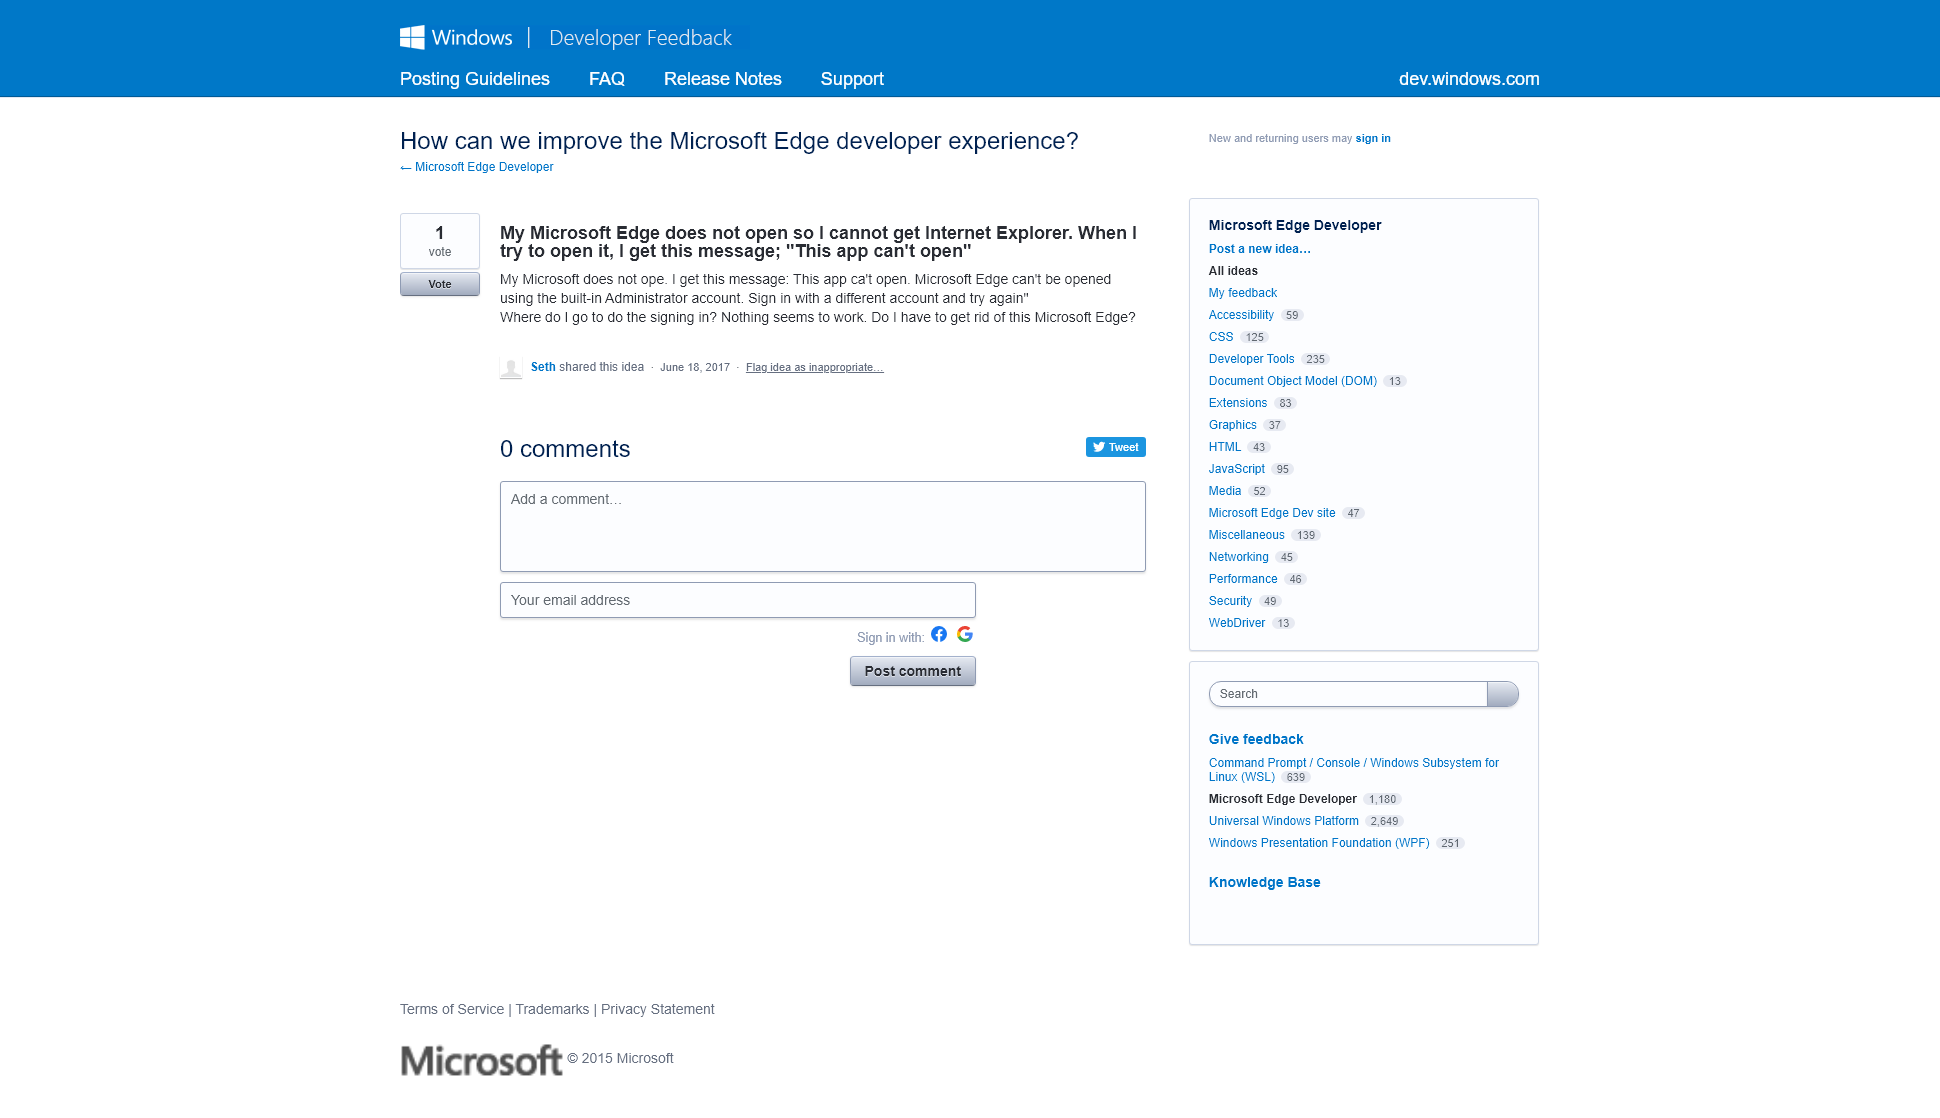 Windows | Developer Feedback
Posting Guidelines FAQ Release Notes Support dev.windows.com
How can we improve the Microsoft Edge developer experience?
← Microsoft Edge Developer
New and returning users may sign in
1
vote
Vote
My Microsoft Edge does not open so I cannot get Internet Explorer. When I
try to open it, I get this message; "This app can't open"
My Microsoft does not ope. I get this message: This app ca't open. Microsoft Edge can't be opened
using the built-in Administrator account. Sign in with a different account and try again"
Where do I go to do the signing in? Nothing seems to work. Do I have to get rid of this Microsoft Edge?
Seth shared this idea · June 18, 2017 · Flag idea as inappropriate…
0 comments
Tweet
Add a comment…
Your email address
Sign in with:
Post comment
Microsoft Edge Developer
Post a new idea…
All ideas
My feedback
Accessibility 59
CSS 125
Developer Tools 235
Document Object Model (DOM) 13
Extensions 83
Graphics 37
HTML 43
JavaScript 95
Media 52
Microsoft Edge Dev site 47
Miscellaneous 139
Networking 45
Performance 46
Security 49
WebDriver 13
Search
Give feedback
Command Prompt / Console / Windows Subsystem for
Linux (WSL) 639
Microsoft Edge Developer 1,180
Universal Windows Platform 2,649
Windows Presentation Foundation (WPF) 251
Knowledge Base
Terms of Service | Trademarks | Privacy Statement
Microsoft © 2015 Microsoft